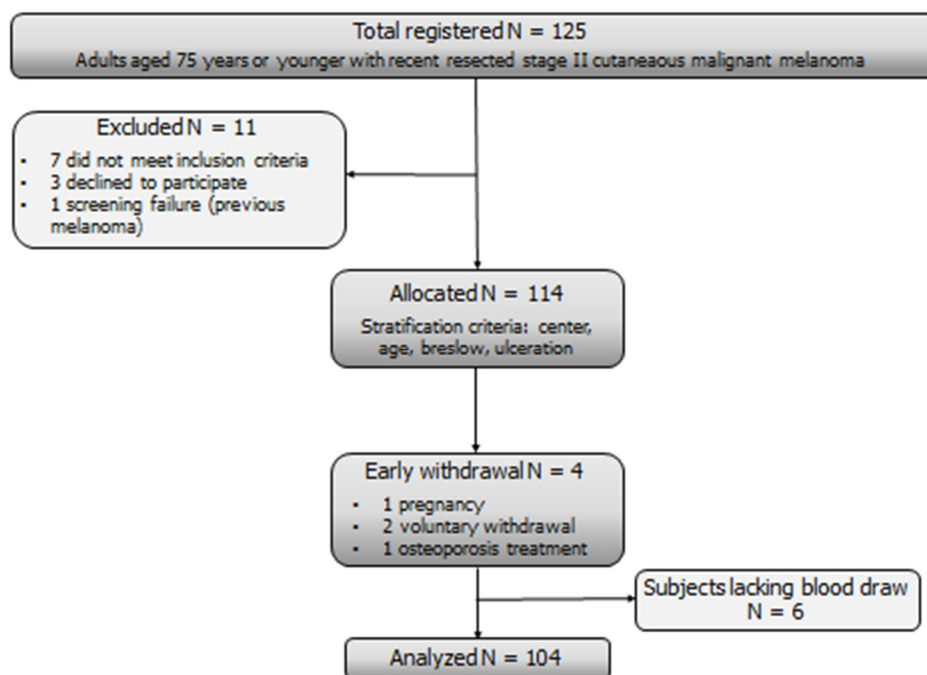 Total registered N = 125
Adults aged 75 years or younger with recent resected stage II cutaneaous malignant melanoma
Excluded N = 11
• 7 did not meet inclusion criteria
• 3 declined to participate
• 1 screening failure (previous
melanoma)
Allocated N = 114
Stratification criteria: center,
age, breslow, ulceration
Early withdrawal N = 4
• 1 pregnancy
• 2 voluntary withdrawal
• 1 osteoporosis treatment
Subjects lacking blood draw
N = 6
Analyzed N = 104